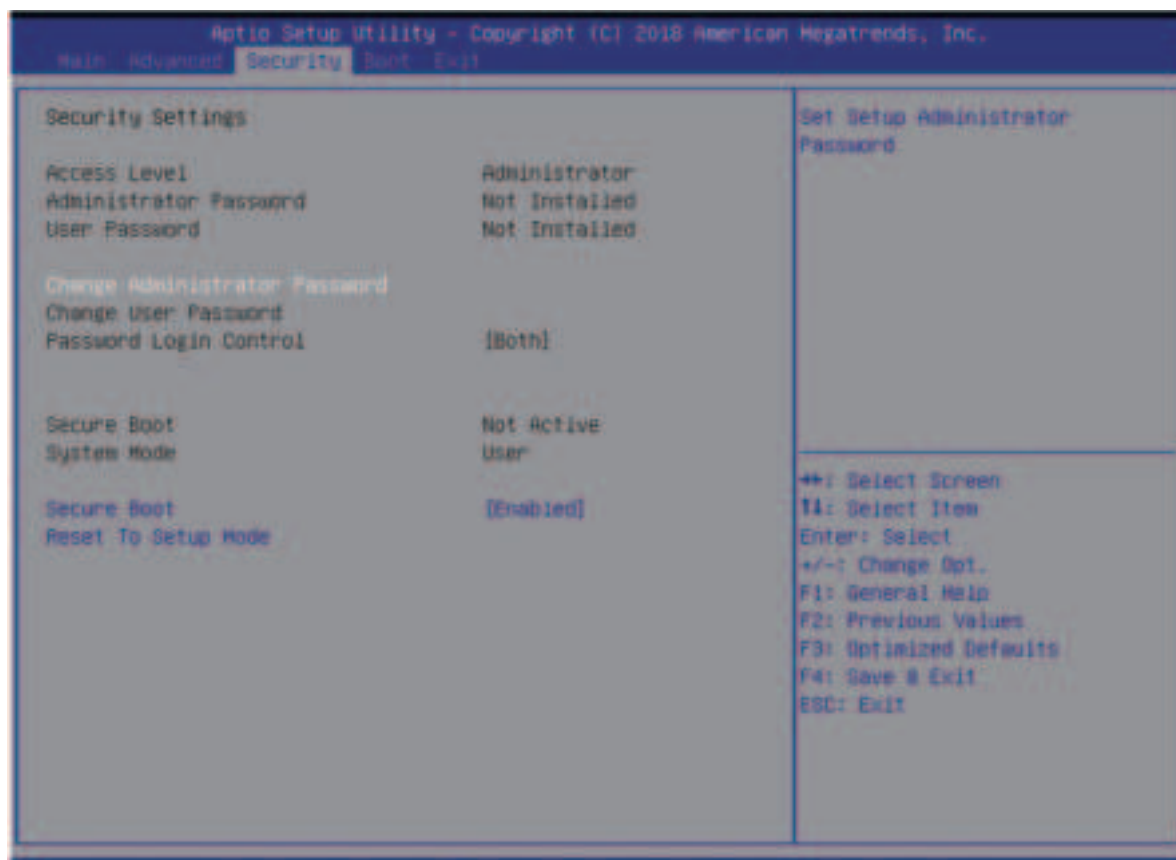 Aptio Setup Utility - Copyright (C) 2018 American Megatrends, Inc.
Main Advanced Security Boot Exit
Security Settings
Access Level Administrator
Administrator Password Not Installed
User Password Not Installed
Change Administrator Password
Change User Password
Password Login Control [Both]
Secure Boot Not Active
System Mode User
Secure Boot [Enabled]
Reset To Setup Mode
Set Setup Administrator
Password
→←: Select Screen
↑↓: Select Item
Enter: Select
+/-: Change Opt.
F1: General Help
F2: Previous Values
F3: Optimized Defaults
F4: Save & Exit
ESC: Exit